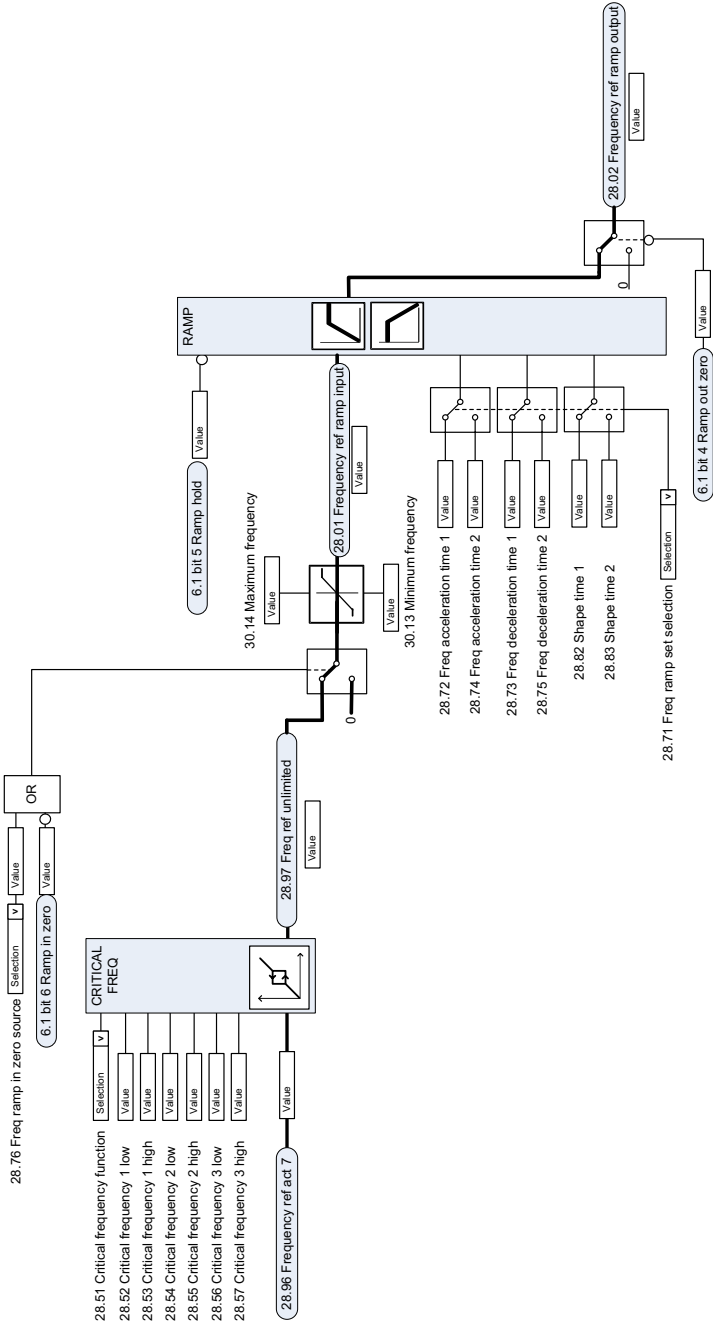 28.76 Freq ramp in zero source
Selection
v
Value
6.1 bit 6 Ramp in zero
Value
OR
28.51 Critical frequency function
Selection
v
28.52 Critical frequency 1 low
Value
28.53 Critical frequency 1 high
Value
28.54 Critical frequency 2 low
Value
28.55 Critical frequency 2 high
Value
28.56 Critical frequency 3 low
Value
28.57 Critical frequency 3 high
Value
CRITICAL
FREQ
28.96 Frequency ref act 7
Value
28.97 Freq ref unlimited
Value
0
6.1 bit 5 Ramp hold
Value
30.14 Maximum frequency
Value
28.01 Frequency ref ramp input
Value
Value
30.13 Minimum frequency
RAMP
28.72 Freq acceleration time 1
Value
28.74 Freq acceleration time 2
Value
28.73 Freq deceleration time 1
Value
28.75 Freq deceleration time 2
Value
28.82 Shape time 1
Value
28.83 Shape time 2
Value
28.71 Freq ramp set selection
Selection
v
0
28.02 Frequency ref ramp output
Value
6.1 bit 4 Ramp out zero
Value